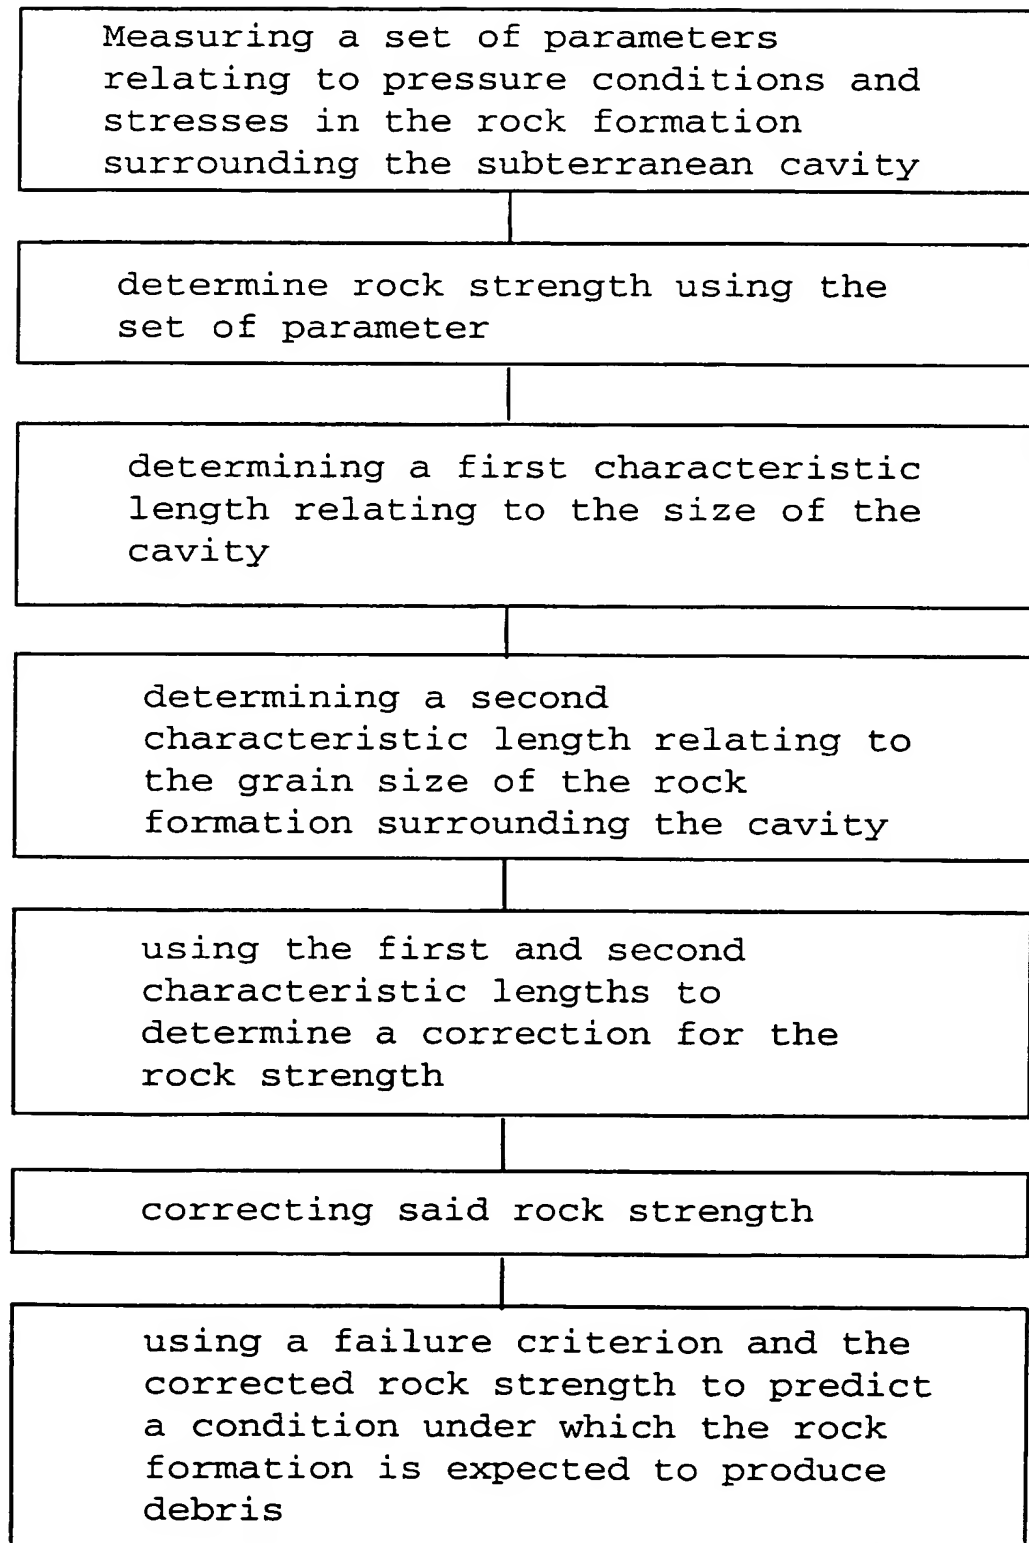 Measuring a set of parameters
relating to pressure conditions and
stresses in the rock formation
surrounding the subterranean cavity
determine rock strength using the
set of parameter
determining a first characteristic
length relating to the size of the
cavity
determining a second
characteristic length relating to
the grain size of the rock
formation surrounding the cavity
using the first and second
characteristic lengths to
determine a correction for the
rock strength
correcting said rock strength
using a failure criterion and the
corrected rock strength to predict
a condition under which the rock
formation is expected to produce
debris